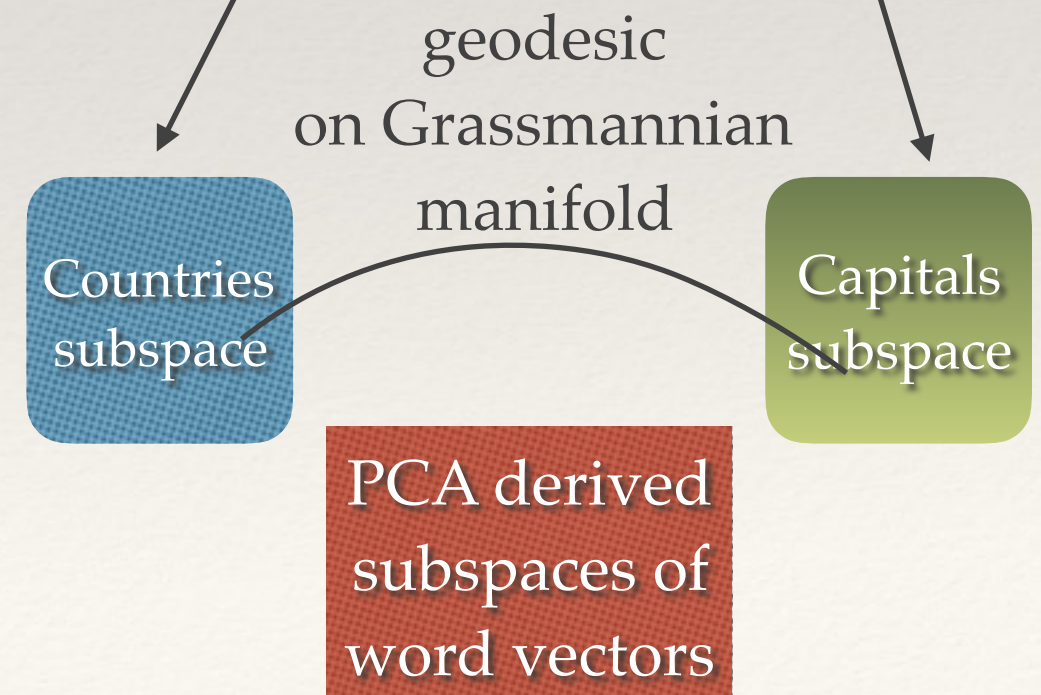 geodesic
on Grassmannian
manifold
Countries
subspace
Capitals
subspace
PCA derived
subspaces of
word vectors